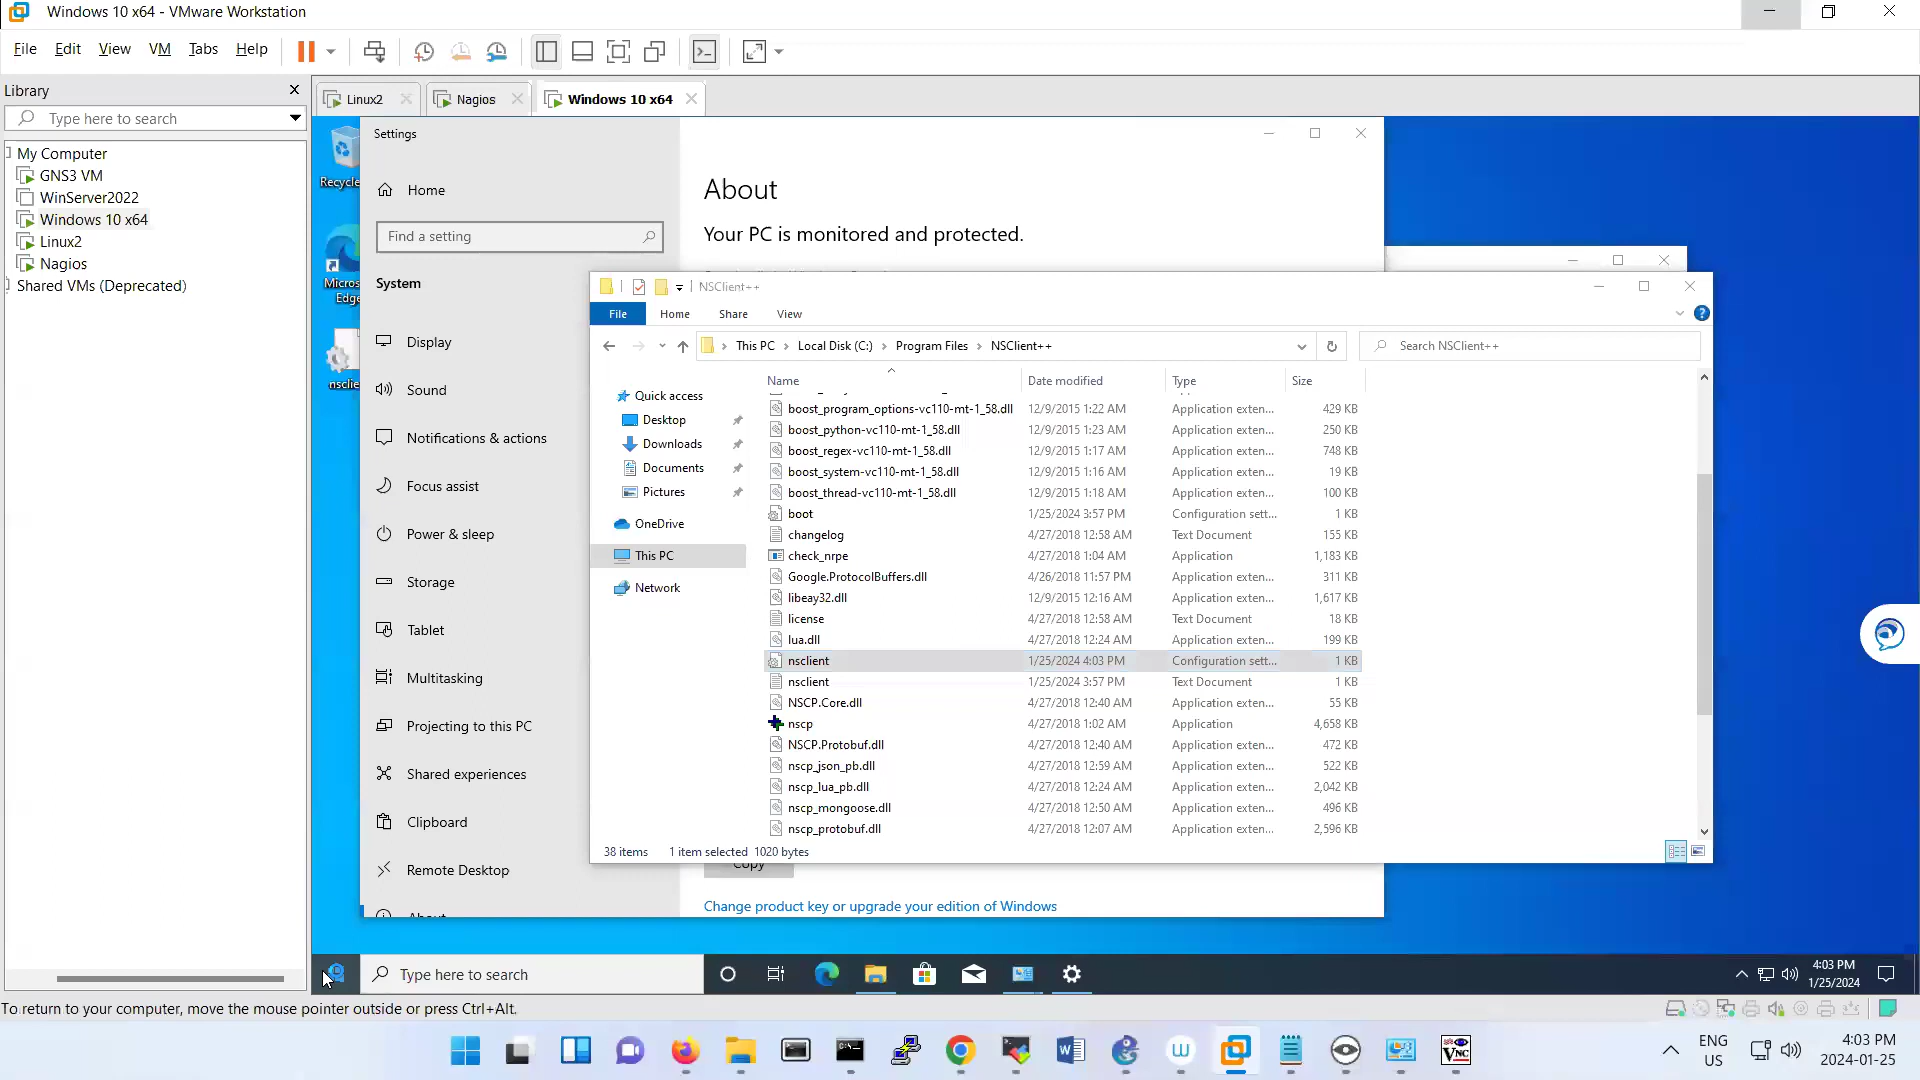 Windows 10 x64 - VMware Workstation
File Edit View VM Tabs Help
Library
Type here to search
My Computer
GNS3 VM
WinServer2022
Windows 10 x64
Linux2
Nagios
Shared VMs (Deprecated)
Linux2
Nagios
Windows 10 x64
Recycle
Micros
Edge
nsclie
Settings
Home
Find a setting
System
Display
Sound
Notifications & actions
Focus assist
Power & sleep
Storage
Tablet
Multitasking
Projecting to this PC
Shared experiences
Clipboard
Remote Desktop
About
About
Your PC is monitored and protected.
Copy
Change product key or upgrade your edition of Windows
NSClient++
File Home Share View
This PC > Local Disk (C:) > Program Files > NSClient++
Search NSClient++
Quick access
Desktop
Downloads
Documents
Pictures
OneDrive
This PC
Network
Name Date modified Type Size
boost_program_options-vc110-mt-1_58.dll 12/9/2015 1:22 AM Application exten... 429 KB
boost_python-vc110-mt-1_58.dll 12/9/2015 1:23 AM Application exten... 250 KB
boost_regex-vc110-mt-1_58.dll 12/9/2015 1:17 AM Application exten... 748 KB
boost_system-vc110-mt-1_58.dll 12/9/2015 1:16 AM Application exten... 19 KB
boost_thread-vc110-mt-1_58.dll 12/9/2015 1:18 AM Application exten... 100 KB
boot 1/25/2024 3:57 PM Configuration sett... 1 KB
changelog 4/27/2018 12:58 AM Text Document 155 KB
check_nrpe 4/27/2018 1:04 AM Application 1,183 KB
Google.ProtocolBuffers.dll 4/26/2018 11:57 PM Application exten... 311 KB
libeay32.dll 12/9/2015 12:16 AM Application exten... 1,617 KB
license 4/27/2018 12:58 AM Text Document 18 KB
lua.dll 4/27/2018 12:24 AM Application exten... 199 KB
nsclient 1/25/2024 4:03 PM Configuration sett... 1 KB
nsclient 1/25/2024 3:57 PM Text Document 1 KB
NSCP.Core.dll 4/27/2018 12:40 AM Application exten... 55 KB
nscp 4/27/2018 1:02 AM Application 4,658 KB
NSCP.Protobuf.dll 4/27/2018 12:40 AM Application exten... 472 KB
nscp_json_pb.dll 4/27/2018 12:59 AM Application exten... 522 KB
nscp_lua_pb.dll 4/27/2018 12:24 AM Application exten... 2,042 KB
nscp_mongoose.dll 4/27/2018 12:50 AM Application exten... 496 KB
nscp_protobuf.dll 4/27/2018 12:07 AM Application exten... 2,596 KB
38 items 1 item selected 1020 bytes
Type here to search
4:03 PM
1/25/2024
To return to your computer, move the mouse pointer outside or press Ctrl+Alt.
ENG
US
4:03 PM
2024-01-25